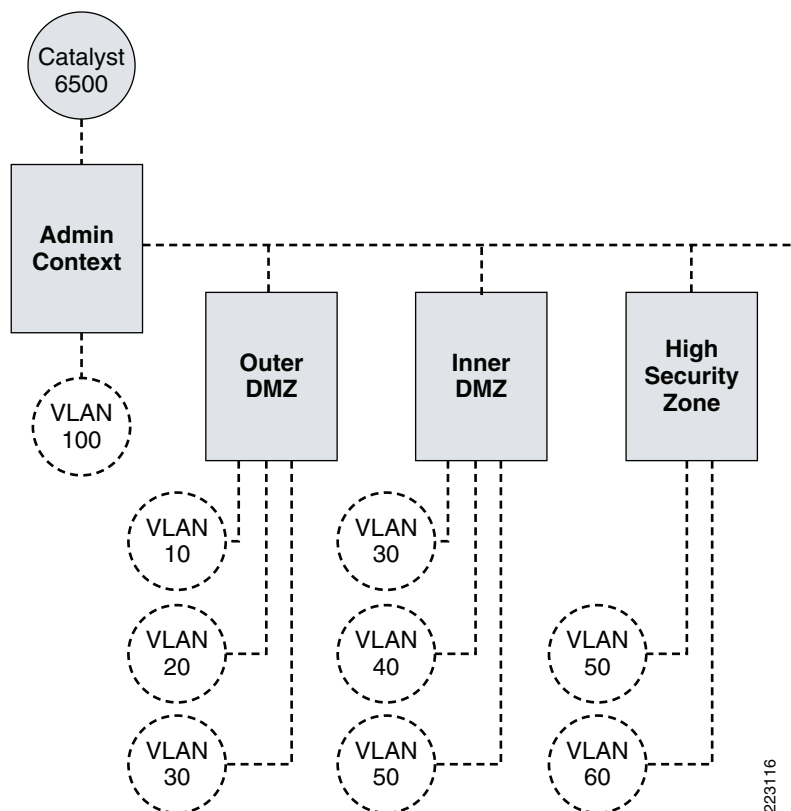 Catalyst
6500
Admin
Context
VLAN
100
Outer
DMZ
Inner
DMZ
High
Security
Zone
VLAN
10
VLAN
20
VLAN
30
VLAN
30
VLAN
40
VLAN
50
VLAN
50
VLAN
60
223116